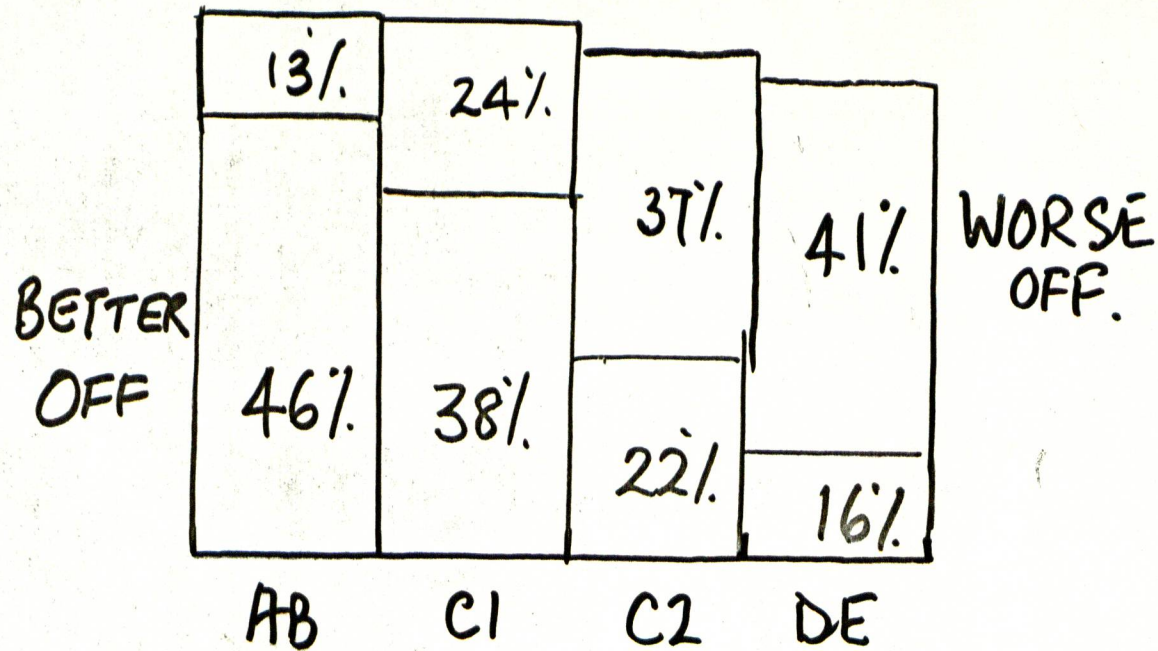 13%
24%
37%
41%
WORSE
OFF.
BETTER
OFF
46%
38%
22%
16%
AB
C1
C2
DE